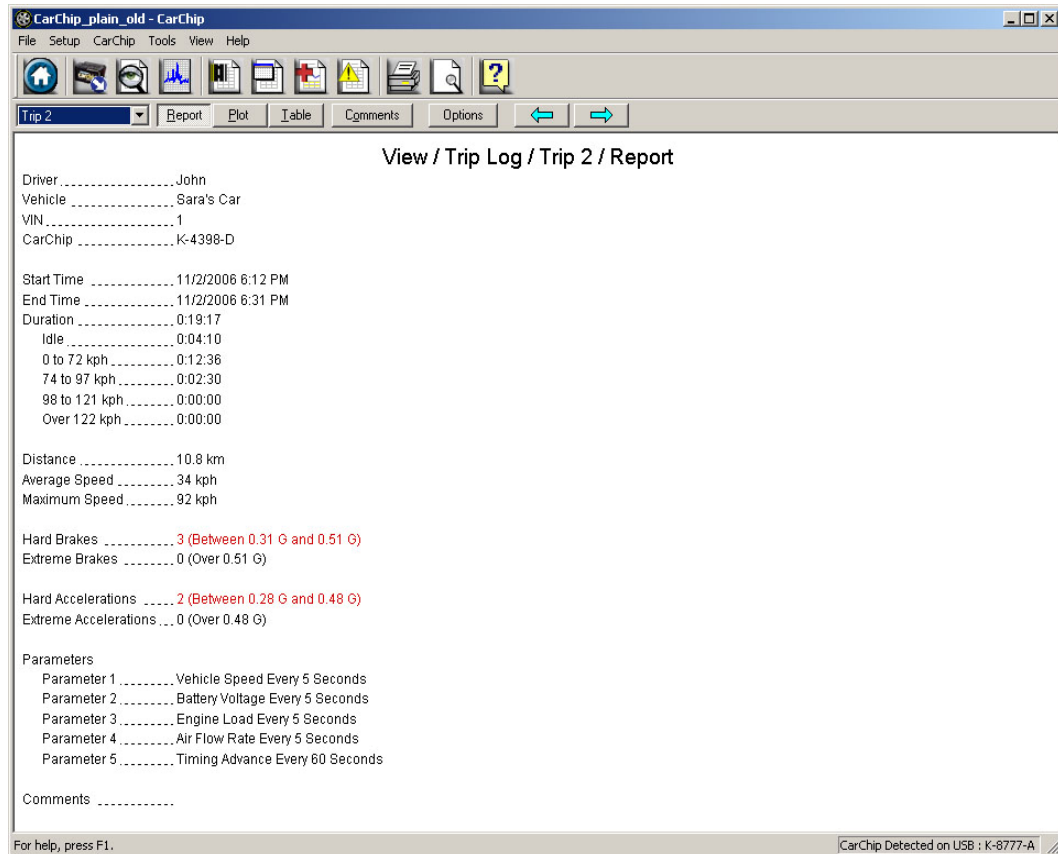 CarChip_plain_old - CarChip
File Setup CarChip Tools View Help
Trip 2 Report Plot Table Comments Options
View / Trip Log / Trip 2 / Report
Driver John
Vehicle Sara's Car
VIN 1
CarChip K-4398-D
Start Time 11/2/2006 6:12 PM
End Time 11/2/2006 6:31 PM
Duration 0:19:17
Idle 0:04:10
0 to 72 kph 0:12:36
74 to 97 kph 0:02:30
98 to 121 kph 0:00:00
Over 122 kph 0:00:00
Distance 10.8 km
Average Speed 34 kph
Maximum Speed 92 kph
Hard Brakes 3 (Between 0.31 G and 0.51 G)
Extreme Brakes 0 (Over 0.51 G)
Hard Accelerations 2 (Between 0.28 G and 0.48 G)
Extreme Accelerations 0 (Over 0.48 G)
Parameters
Parameter 1 Vehicle Speed Every 5 Seconds
Parameter 2 Battery Voltage Every 5 Seconds
Parameter 3 Engine Load Every 5 Seconds
Parameter 4 Air Flow Rate Every 5 Seconds
Parameter 5 Timing Advance Every 60 Seconds
Comments
For help, press F1. CarChip Detected on USB : K-8777-A